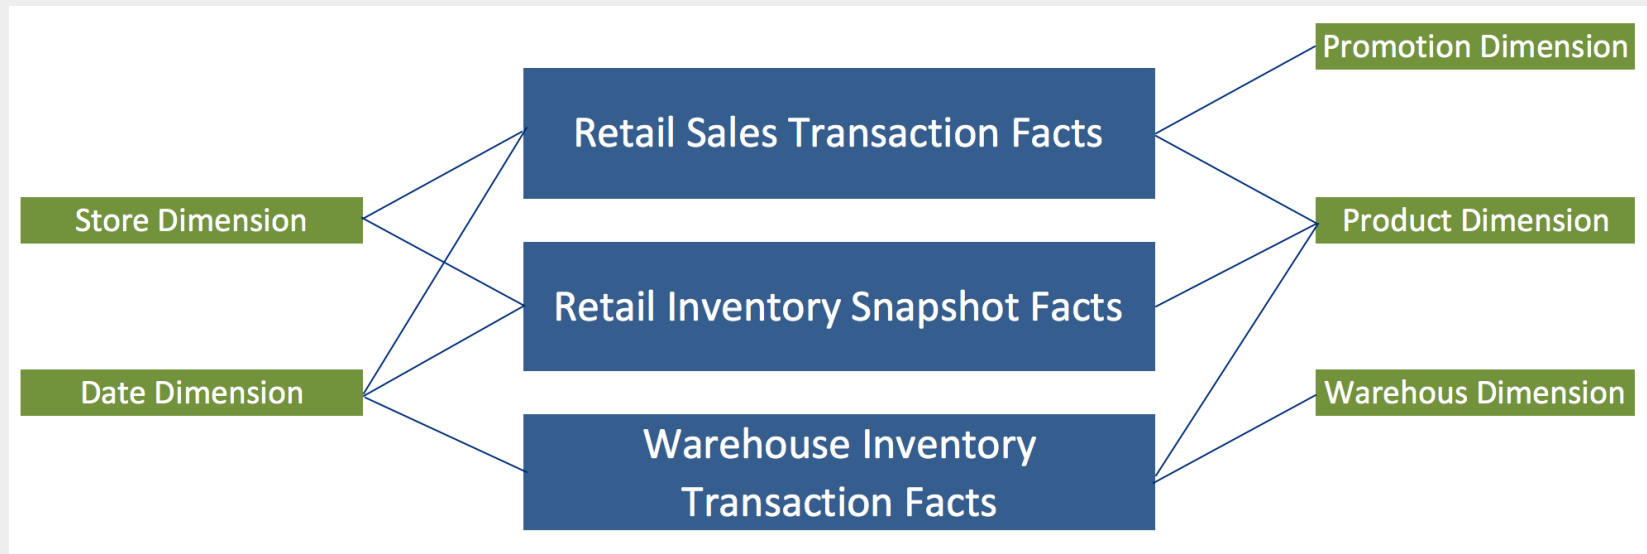 Promotion Dimension
Retail Sales Transaction Facts
Store Dimension
Product Dimension
Retail Inventory Snapshot Facts
Date Dimension
Warehous Dimension
Warehouse Inventory
Transaction Facts